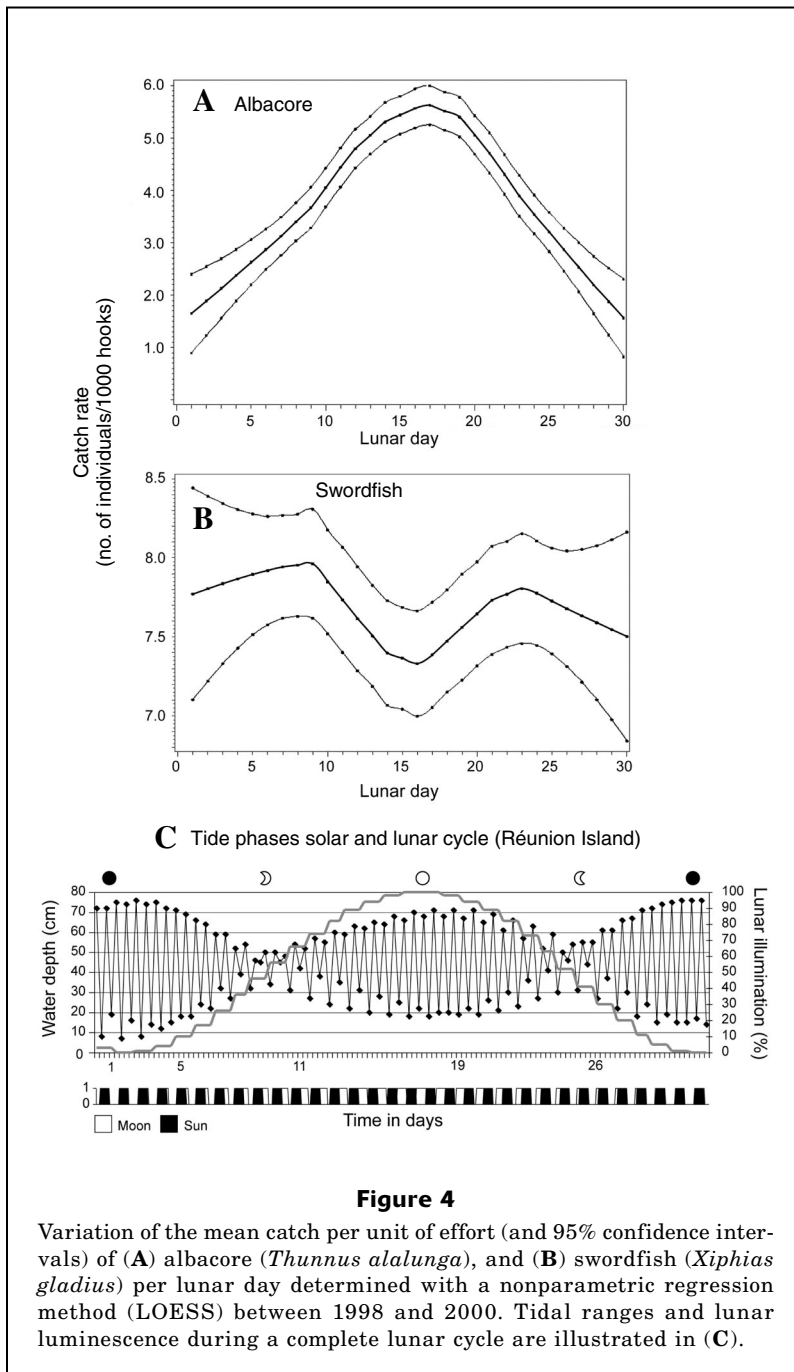 A Albacore
6.0
5.0
4.0
3.0
2.0
1.0
0 5 10 15 20 25 30
Lunar day
Catch rate
(no. of individuals/1000 hooks)
B Swordfish
8.5
8.0
7.5
7.0
0 5 10 15 20 25 30
Lunar day
C Tide phases solar and lunar cycle (Réunion Island)
Water depth (cm)
80
70
60
50
40
30
20
10
0
Lunar illumination (%)
100
90
80
70
60
50
40
30
20
10
0
1 5 11 19 26
1
0
Moon Sun
Time in days
Figure 4
Variation of the mean catch per unit of effort (and 95% confidence inter-
vals) of (A) albacore (Thunnus alalunga), and (B) swordfish (Xiphias
gladius) per lunar day determined with a nonparametric regression
method (LOESS) between 1998 and 2000. Tidal ranges and lunar
luminescence during a complete lunar cycle are illustrated in (C).